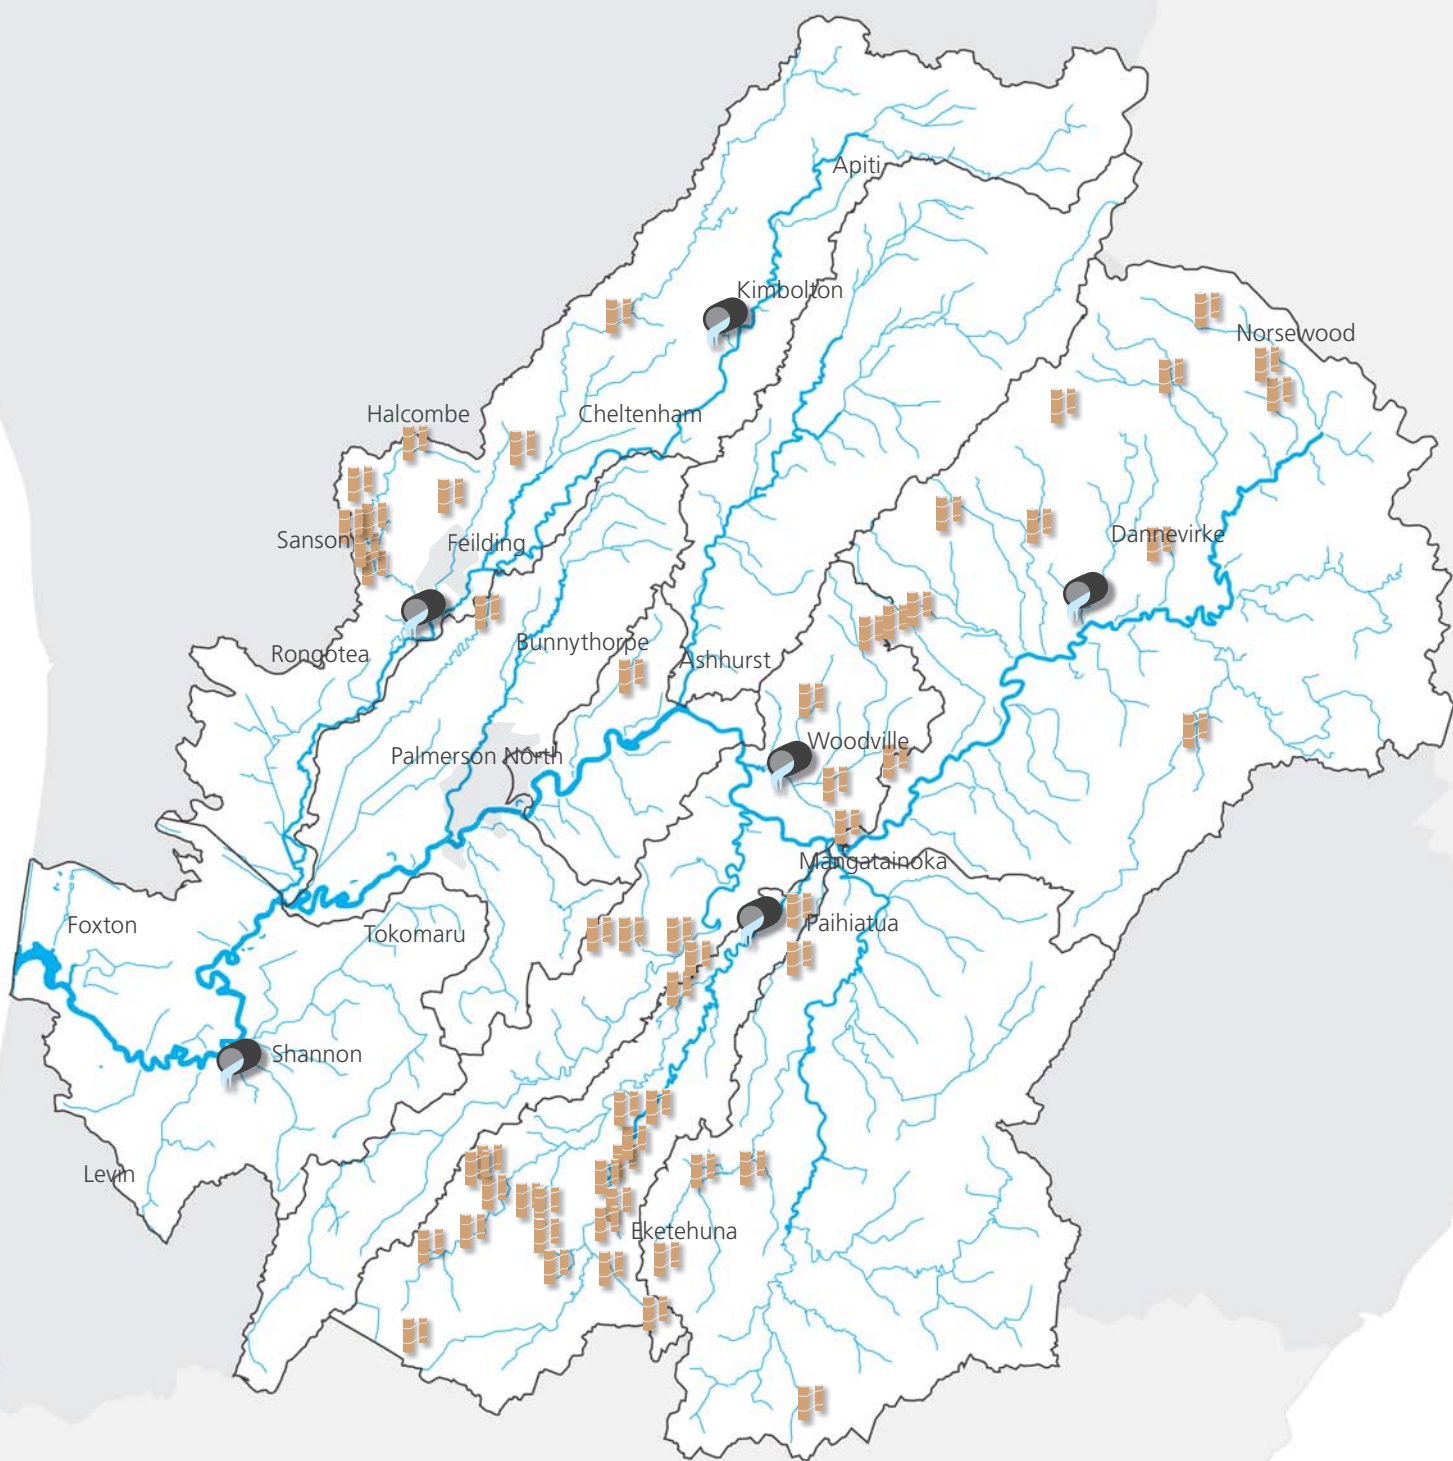 Apiti
Kimbolton
Norsewood
Halcombe
Cheltenham
Sanson
Feilding
Dannevirke
Rongotea
Bunnythorpe
Ashhurst
Palmerson North
Woodville
Mangatainoka
Foxton
Tokomaru
Paihiatua
Shannon
Levin
Eketehuna